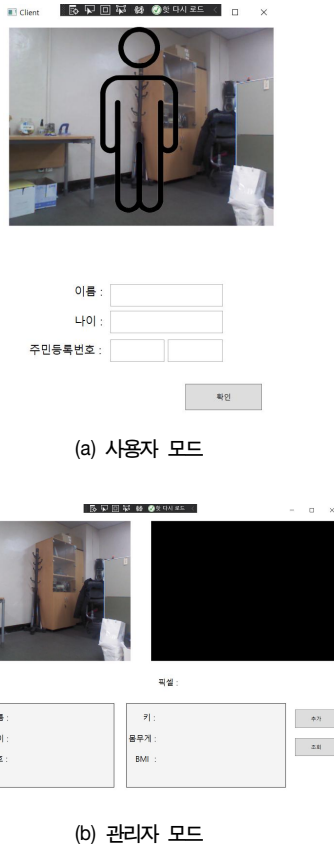 Client
핫 다시 로드
이름 :
나이 :
주민등록번호 :
확인
(a) 사용자 모드
핫 다시 로드
픽셀 :
키 :
추가
몸무게 :
조회
BMI :
(b) 관리자 모드